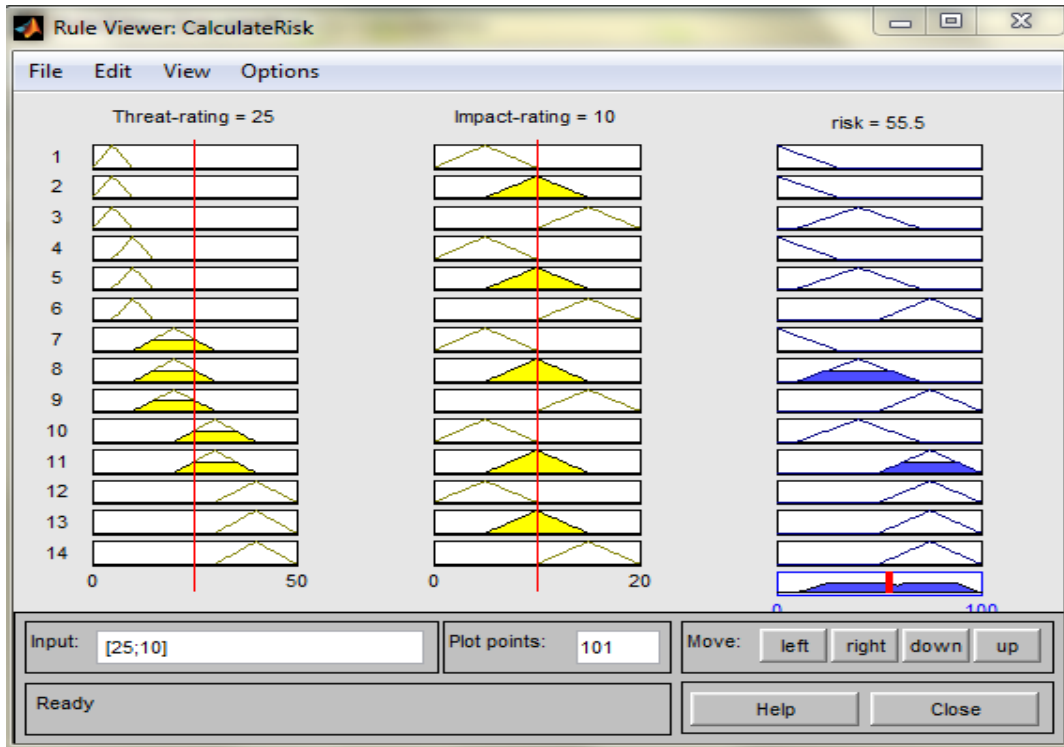 Rule Viewer: CalculateRisk
File Edit View Options
Threat-rating = 25
Impact-rating = 10
risk = 55.5
1
2
3
4
5
6
7
8
9
10
11
12
13
14
0 50
0 20
0 100
Input: [25;10]
Plot points: 101
Move: left right down up
Ready
Help Close